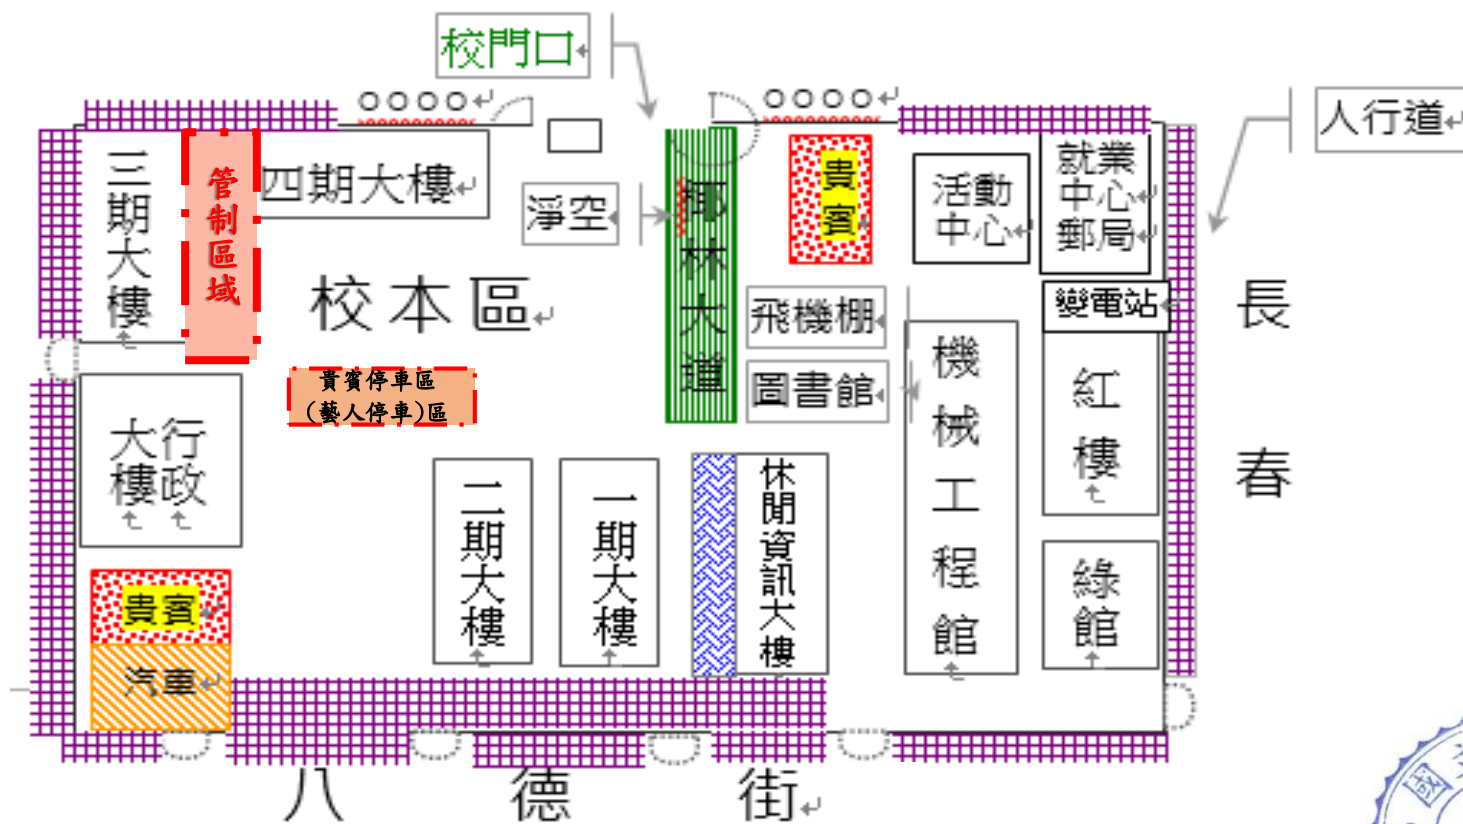 校門口
人行道
三期大樓
管制區域
四期大樓
淨空
椰林大道
貴賓
活動
中心
就業
中心
郵局
校本區
飛機棚
變電站
長春
貴賓停車區
(藝人停車)區
圖書館
機械工程館
紅樓
行政
大樓
二期大樓
一期大樓
休閒資訊大樓
綠館
貴賓
汽車
八德街
國